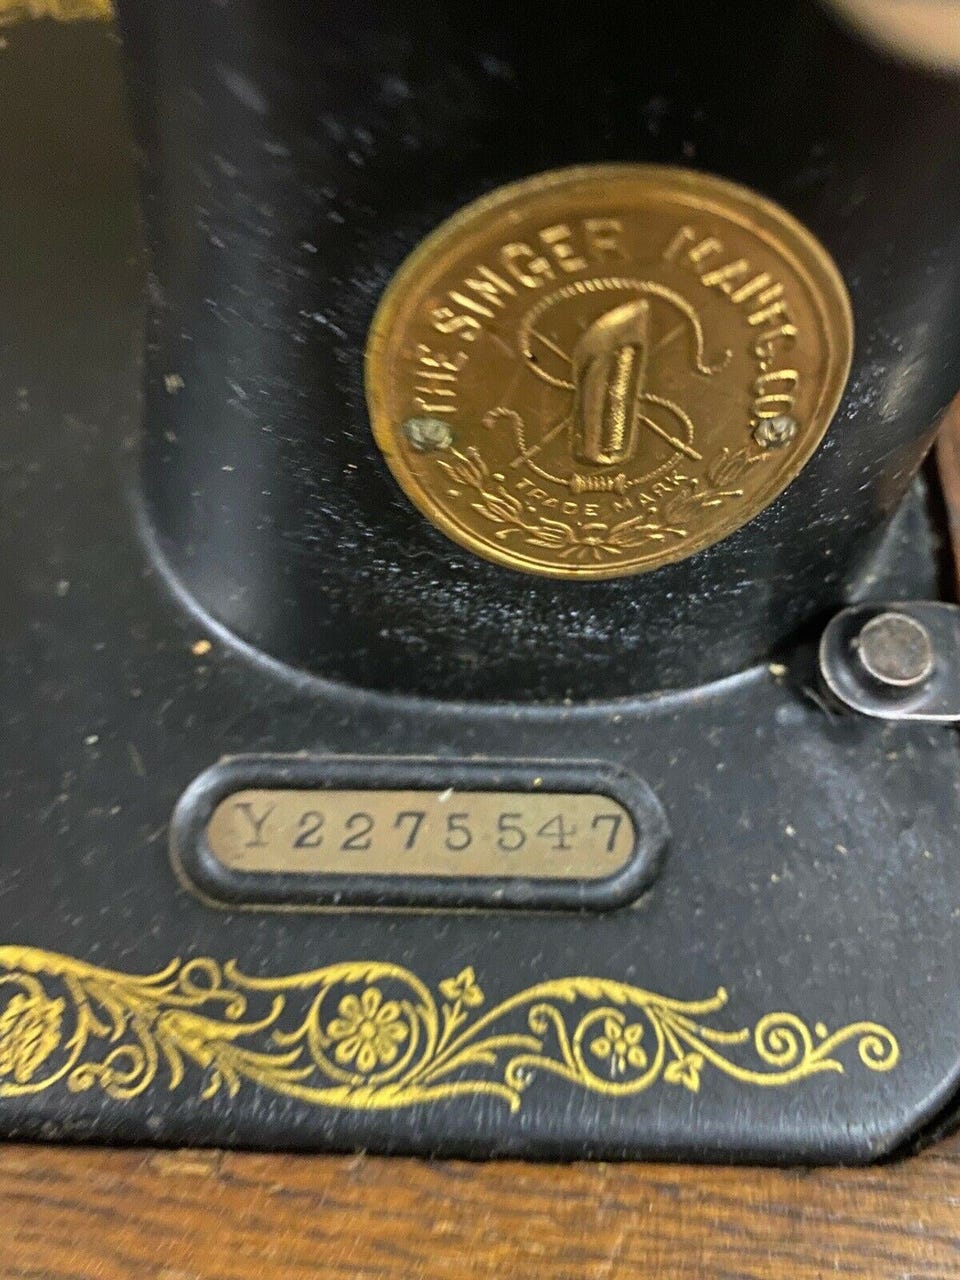 THE SINGER MANFG. CO.
TRADE MARK
Y2275547